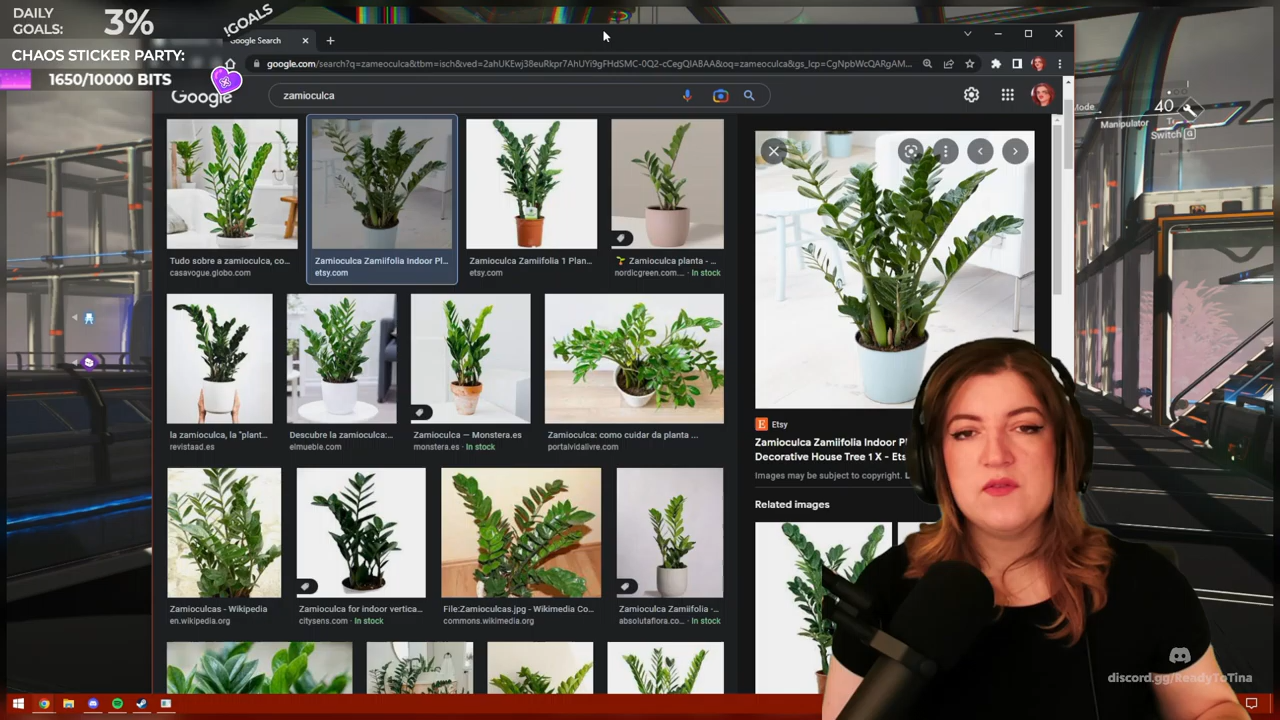 DAILY
GOALS:
3%
!GOALS
CHAOS STICKER PARTY:
1650/10000 BITS
Google Search
google.com/search?q=zameoculca&tbm=isch&ved=2ahUKEwj38euRkpr7AhUYi9gFHdSMC-0Q2-cCegQIABAA&oq=zameoculca&gs_lcp=CgNpbWcQARgAM...
Google
zamioculca
Mode
Manipulator
40
Switch
Tudo sobre a zamioculca, co...
casavogue.globo.com
Zamioculca Zamiifolia Indoor Pl...
etsy.com
Zamioculca Zamiifolia 1 Plan...
etsy.com
Zamioculca planta - ...
nordicgreen.com... · In stock
la zamioculca, la "plant...
revistaad.es
Descubre la zamioculca:...
elmueble.com
Zamioculca — Monstera.es
monstera.es · In stock
Zamioculca: como cuidar da planta ...
portalvidalivre.com
Etsy
Zamioculca Zamiifolia Indoor Pl
Decorative House Tree 1 X - Ets
Images may be subject to copyright. L
Related images
Zamioculcas - Wikipedia
en.wikipedia.org
Zamioculca for indoor vertica...
citysens.com · In stock
File:Zamioculcas.jpg - Wikimedia Co...
commons.wikimedia.org
Zamioculca Zamiifolia -...
absolutaflora.co... · In stock
discord.gg/ReadyToTina